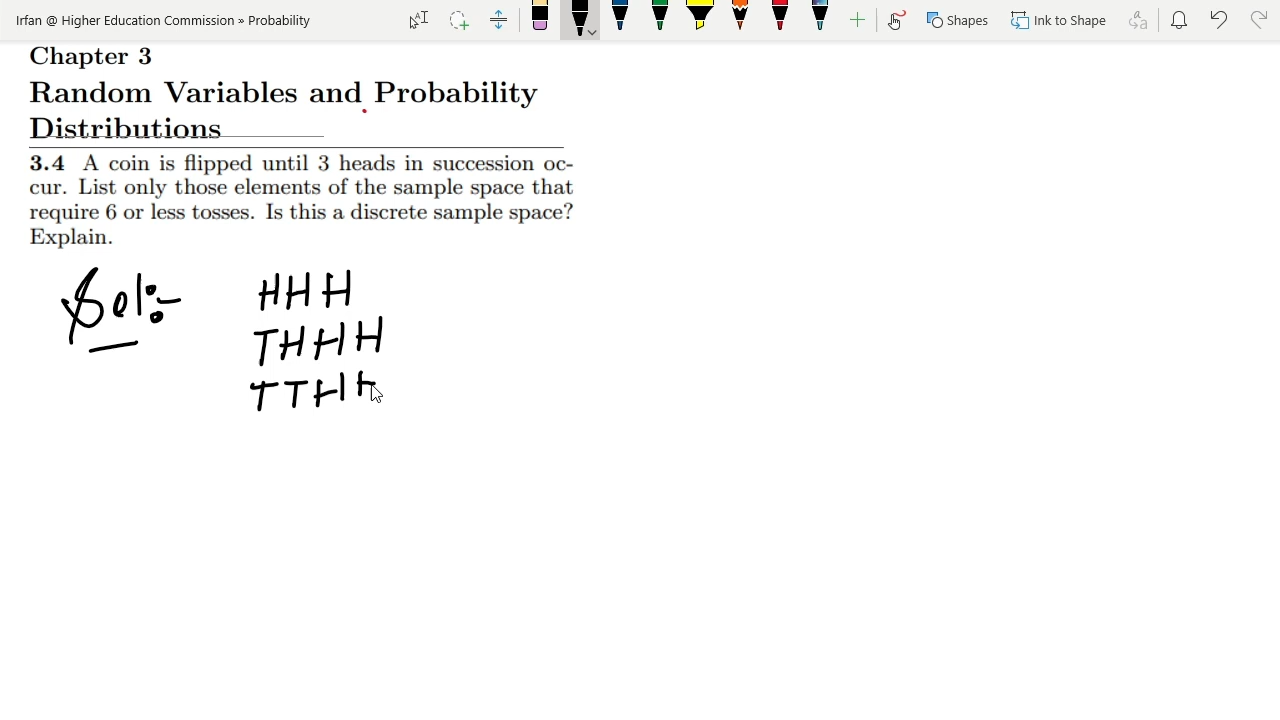 Irfan @ Higher Education Commission » Probability
Shapes
Ink to Shape
Chapter 3
Random Variables and Probability
Distributions
3.4 A coin is flipped until 3 heads in succession oc-
cur. List only those elements of the sample space that
require 6 or less tosses. Is this a discrete sample space?
Explain.
Sol:-
HHH
THHH
TTHH